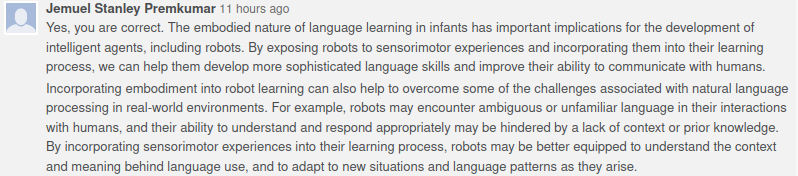 Jemuel Stanley Premkumar 11 hours ago
Yes, you are correct. The embodied nature of language learning in infants has important implications for the development of
intelligent agents, including robots. By exposing robots to sensorimotor experiences and incorporating them into their learning
process, we can help them develop more sophisticated language skills and improve their ability to communicate with humans.
Incorporating embodiment into robot learning can also help to overcome some of the challenges associated with natural language
processing in real-world environments. For example, robots may encounter ambiguous or unfamiliar language in their interactions
with humans, and their ability to understand and respond appropriately may be hindered by a lack of context or prior knowledge.
By incorporating sensorimotor experiences into their learning process, robots may be better equipped to understand the context
and meaning behind language use, and to adapt to new situations and language patterns as they arise.